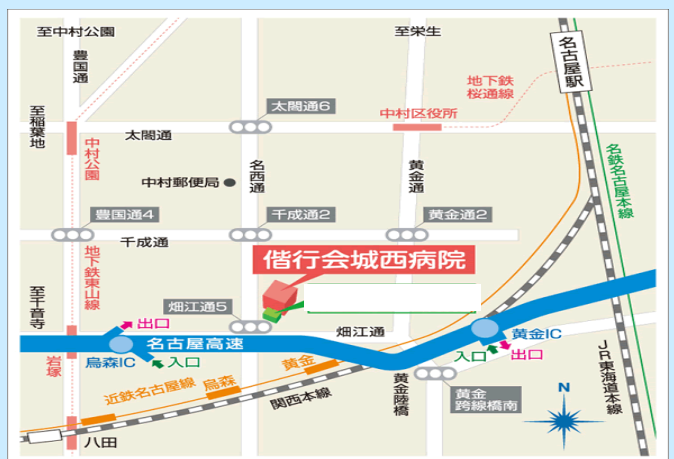 至中村公園
至栄生
豊国通
名古屋駅
地下鉄
桜通線
太閤通6
至稲葉地
中村区役所
太閤通
中村公園
名西通
黄金通
名鉄名古屋本線
中村郵便局
豊国通4
千成通2
黄金通2
千成通
地下鉄東山線
偕行会城西病院
至千音寺
畑江通5
出口
畑江通
黄金IC
名古屋高速
烏森IC
入口
入口
出口
岩塚
黄金
烏森
近鉄名古屋線
関西本線
黄金陸橋
黄金
跨線橋南
JR東海道本線
N
八田